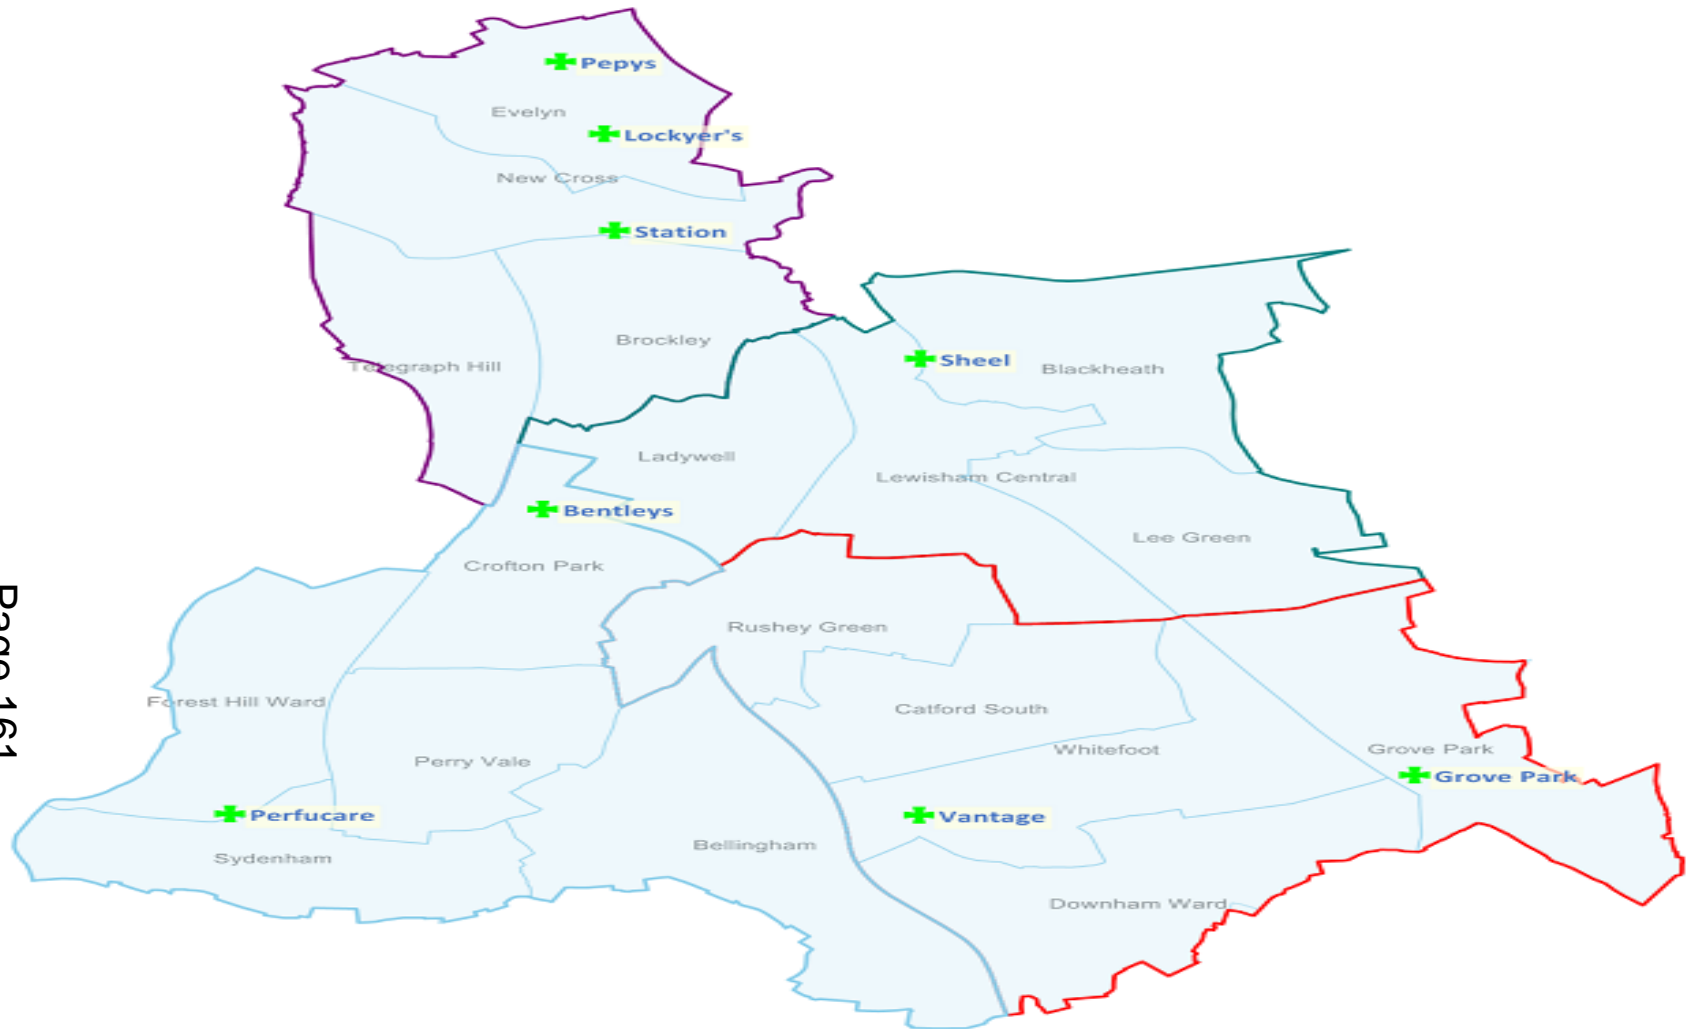 Pepys
Evelyn
Lockyer's
New Cross
Station
Brockley
Telegraph Hill
Sheel
Blackheath
Ladywell
Lewisham Central
Bentleys
Lee Green
Crofton Park
Rushey Green
Forest Hill Ward
Catford South
Whitefoot
Grove Park
Perry Vale
Grove Park
Perfucare
Vantage
Bellingham
Sydenham
Downham Ward
Page 161